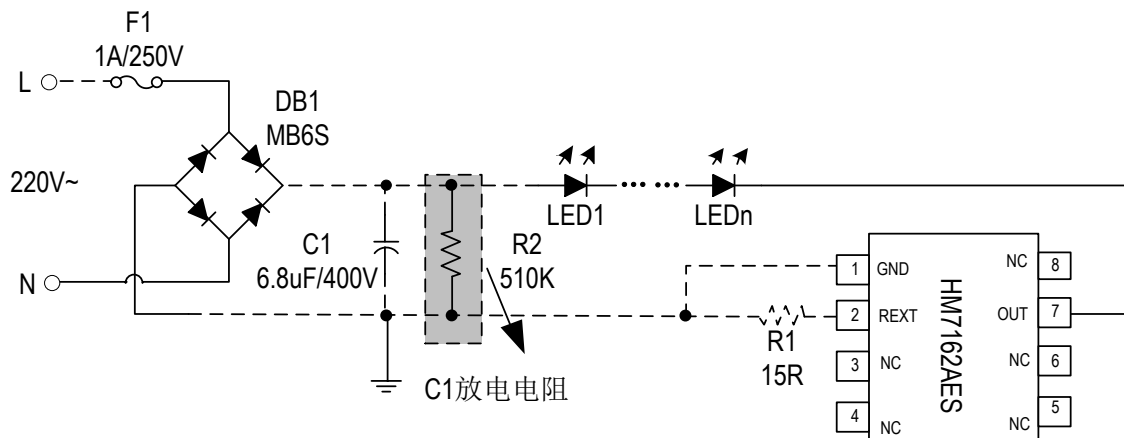 F1
1A/250V
L
DB1
MB6S
220V~
N
C1
6.8uF/400V
R2
510K
C1放电电阻
LED1
LEDn
R1
15R
HM7162AES
1 GND
2 REXT
3 NC
4 NC
NC 8
OUT 7
NC 6
NC 5